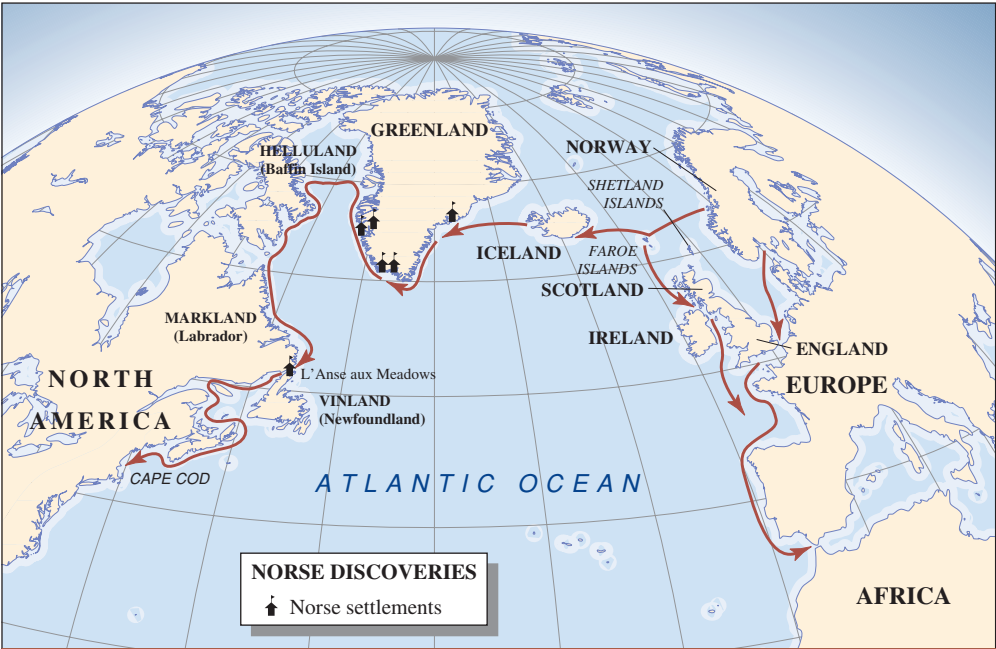 GREENLAND
HELLULAND
(Baffin Island)
NORWAY
SHETLAND
ISLANDS
ICELAND
FAROE
ISLANDS
SCOTLAND
IRELAND
MARKLAND
(Labrador)
ENGLAND
EUROPE
L'Anse aux Meadows
NORTH
AMERICA
VINLAND
(Newfoundland)
CAPE COD
ATLANTIC OCEAN
NORSE DISCOVERIES
Norse settlements
AFRICA